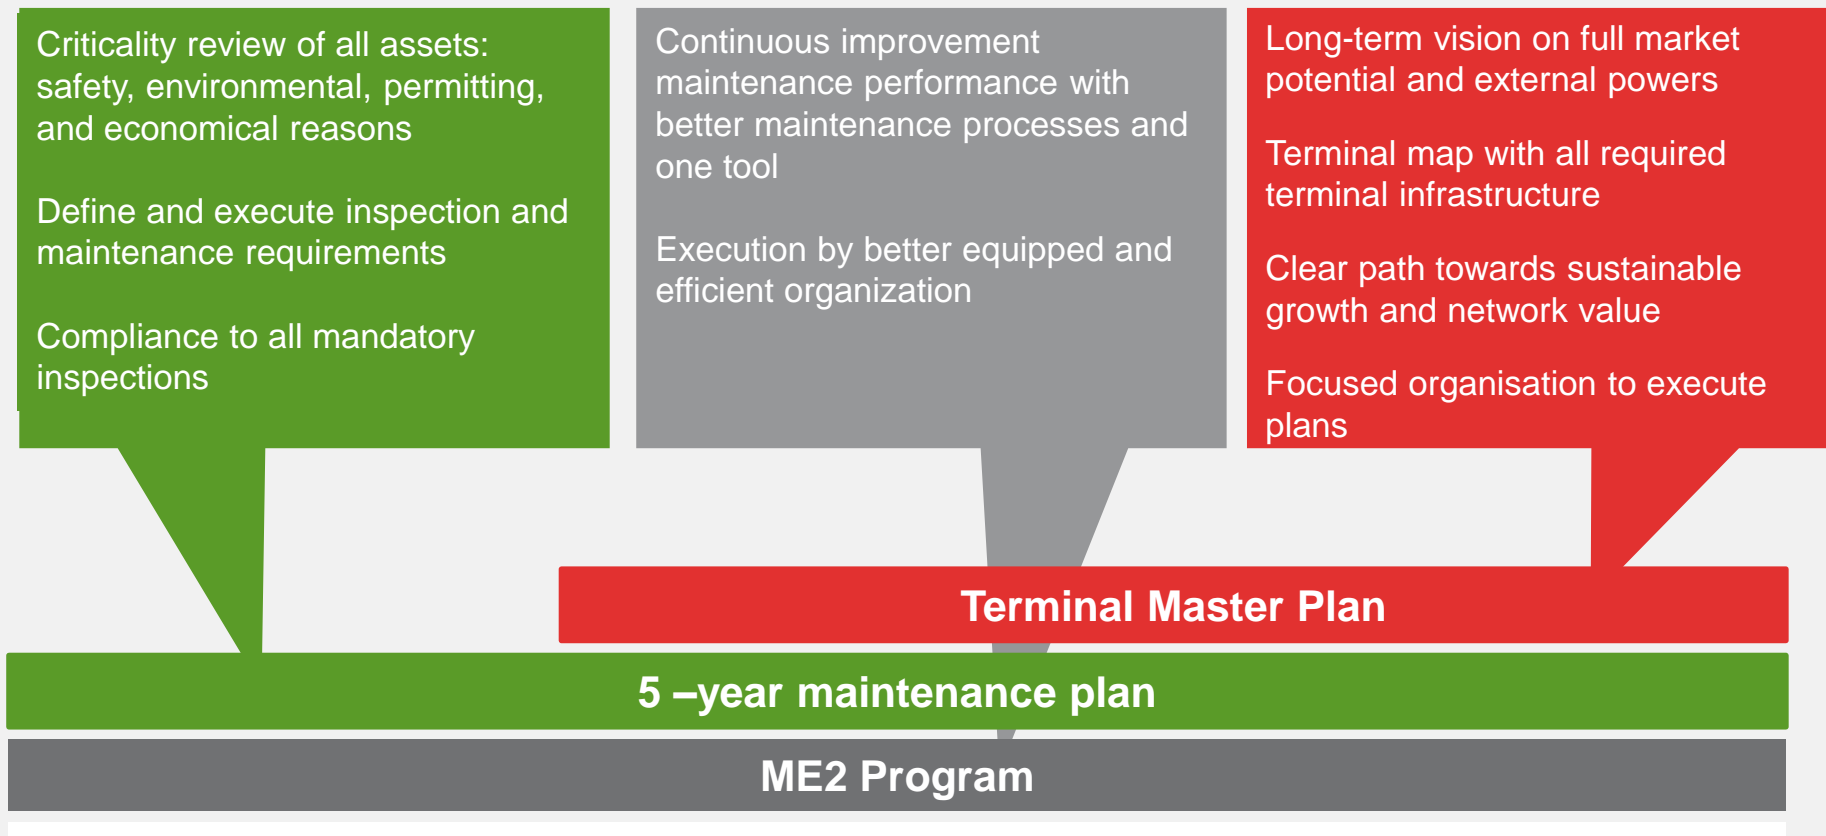 Criticality review of all assets:
safety, environmental, permitting,
and economical reasons
Define and execute inspection and
maintenance requirements
Compliance to all mandatory
inspections
Continuous improvement
maintenance performance with
better maintenance processes and
one tool
Execution by better equipped and
efficient organization
Long-term vision on full market
potential and external powers
Terminal map with all required
terminal infrastructure
Clear path towards sustainable
growth and network value
Focused organisation to execute
plans
Terminal Master Plan
5 –year maintenance plan
ME2 Program